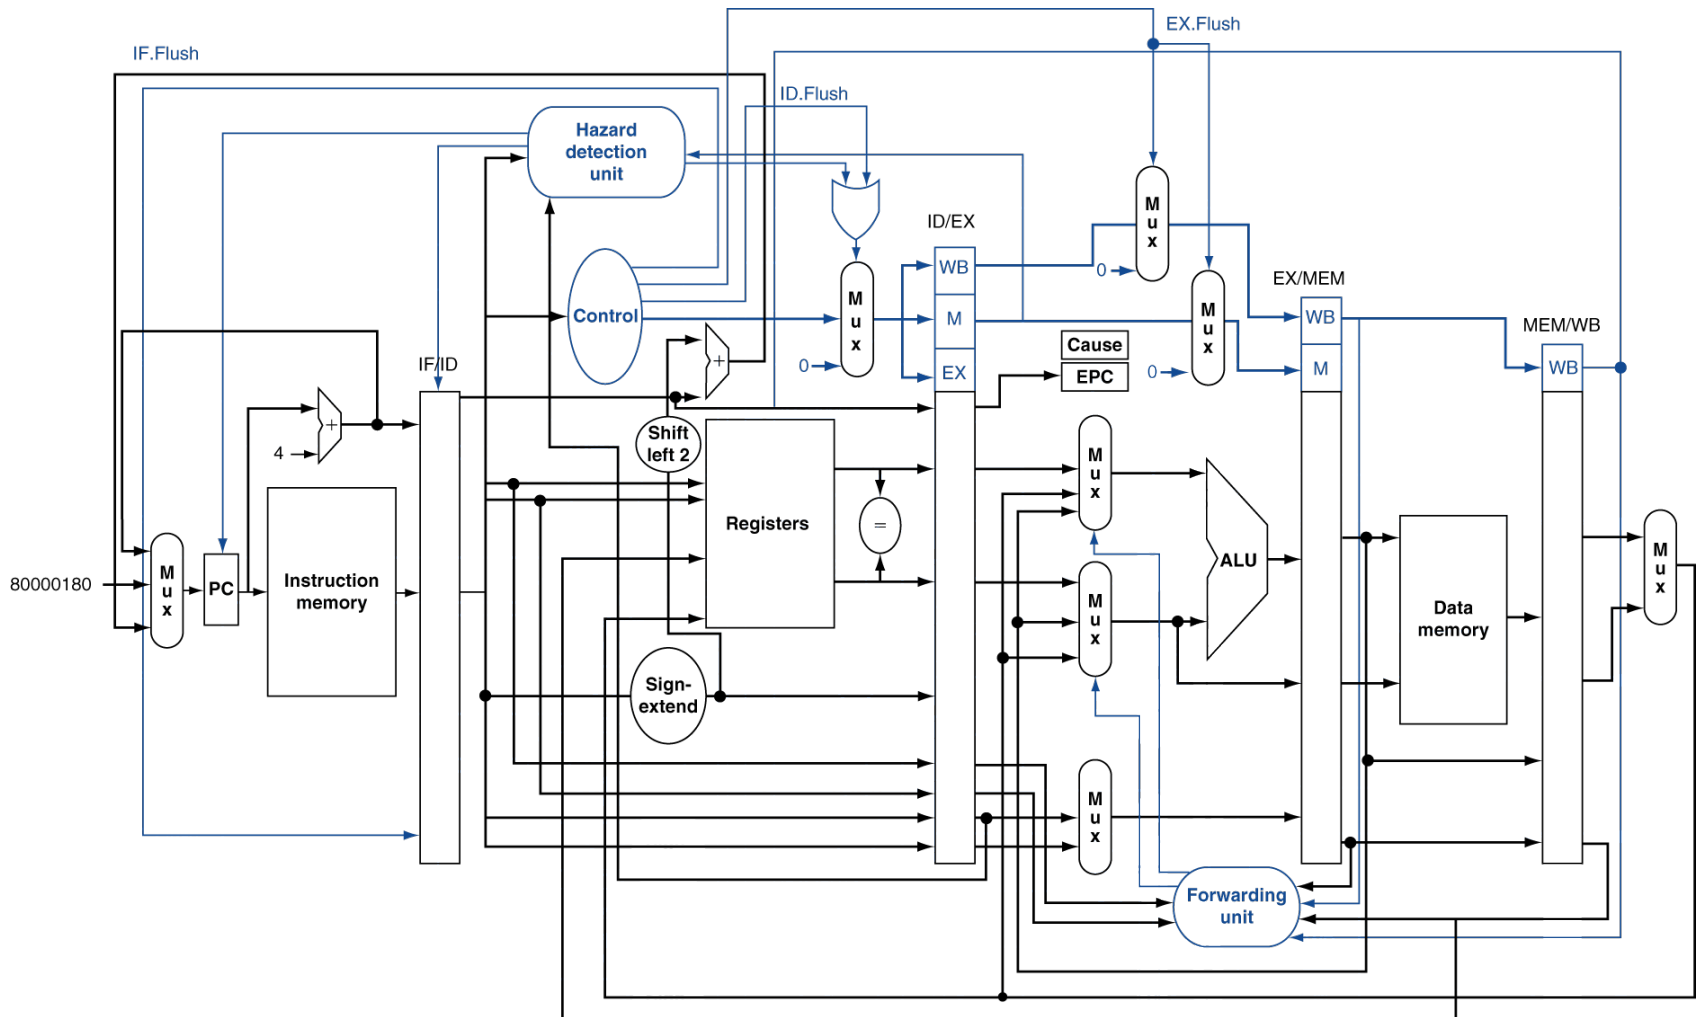 EX.Flush
IF.Flush
ID.Flush
Hazard
detection
unit
M
u
x
0
ID/EX
WB
M
EX
Control
M
u
x
0
M
u
x
0
EX/MEM
WB
M
MEM/WB
WB
Cause
EPC
IF/ID
+
+
4
Shift
left 2
Registers
=
M
u
x
M
u
x
ALU
80000180
M
u
x
PC
Instruction
memory
Data
memory
M
u
x
Sign-
extend
M
u
x
Forwarding
unit